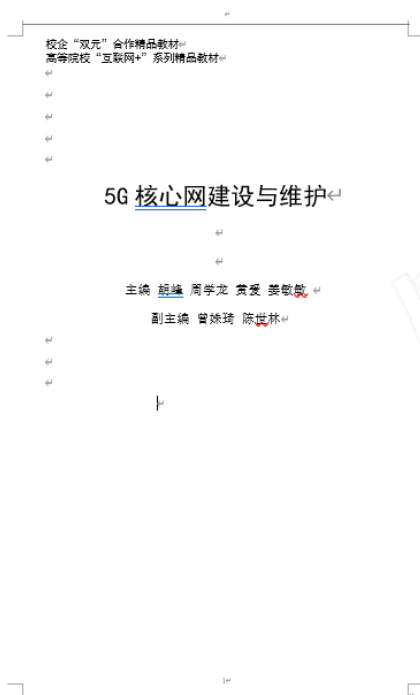 校企“双元”合作精品教材
高等院校“互联网+”系列精品教材
5G 核心网建设与维护
主编 胡峰 周学龙 黄爱 姜敏敏
副主编 曾姝琦 陈世林